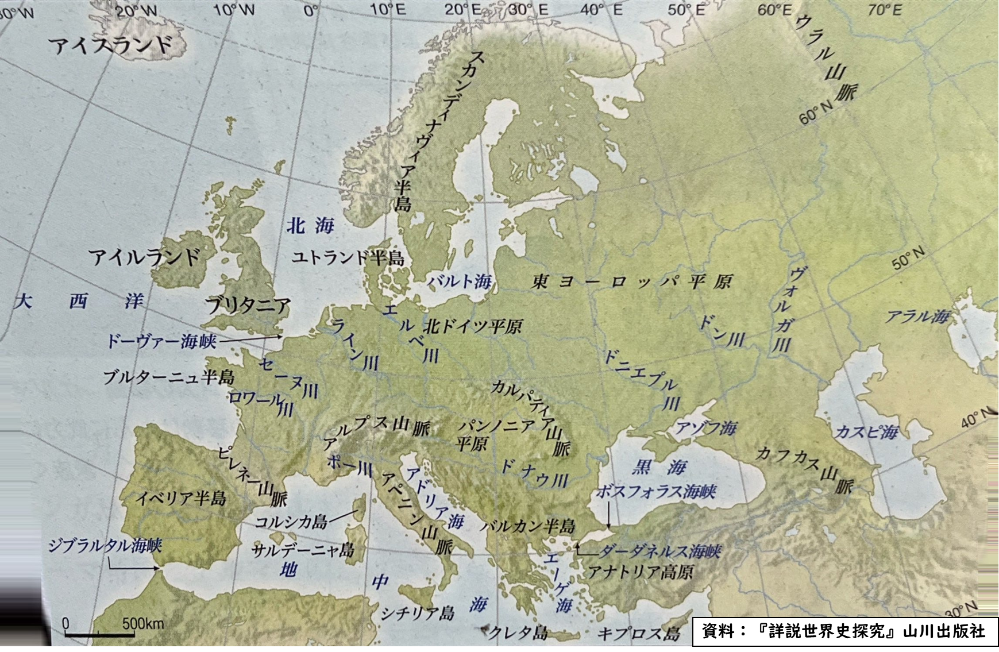 30°W 20°W 10°W 0° 10°E 20°E 30°E 40°E 50°E 60°E 70°E
アイスランド
ウラル山脈
スカンディナヴィア半島
60°N
北海
アイルランド
ユトランド半島
バルト海
東ヨーロッパ平原
50°N
ヴォルガ川
大西洋
ブリタニア
エルベ川
北ドイツ平原
アラル海
ドーヴァー海峡
ライン川
ドン川
ドニエプル川
ブルターニュ半島
セーヌ川
ロワール川
カルパティア山脈
アルプス山脈
パンノニア
平原
アゾフ海
カスピ海
40°N
ピレネー山脈
ポー川
ドナウ川
黒海
カフカス山脈
アペニン山脈
アドリア海
イベリア半島
ボスフォラス海峡
コルシカ島
バルカン半島
ジブラルタル海峡
サルデーニャ島
ダーダネルス海峡
エーゲ海
アナトリア高原
地中海
シチリア島
30°N
0 500km
クレタ島
キプロス島
資料：『詳説世界史探究』山川出版社